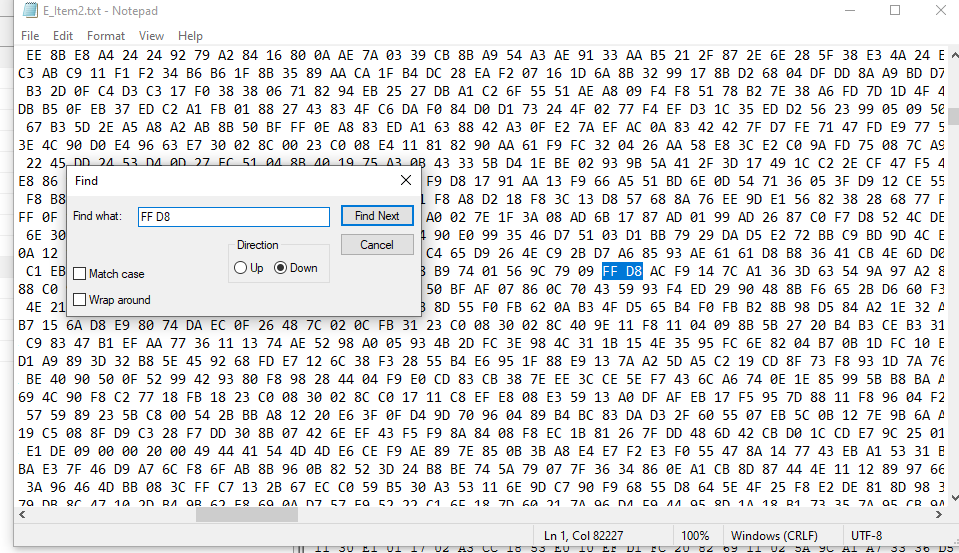 E_Item2.txt - Notepad
File Edit Format View Help
EE 8B E8 A4 24 24 92 79 A2 84 16 80 0A AE 7A 03 39 CB 8B A9 54 A3 AE 91 33 AA B5 21 2F 87 2E 6E 28 5F 38 E3 4A 24 E
C3 AB C9 11 F1 F2 34 B6 B6 1F 8B 35 89 AA CA 1F B4 DC 28 EA F2 07 16 1D 6A 8B 32 99 17 8B D2 68 04 DF DD 8A A9 BD D7
B3 2D 0F C4 D3 C3 17 F0 38 38 06 71 82 94 EB 25 27 DB A1 C2 6F 55 51 AE A8 09 F4 F8 51 78 B2 7E 38 A6 FD 7D 1D 4F 4
DB B5 0F EB 37 ED C2 A1 FB 01 88 27 43 83 4F C6 DA F0 84 D0 D1 73 24 4F 02 77 F4 EF D3 1C 35 ED D2 56 23 99 05 09 50
67 B3 5D 2E A5 A8 A2 AB 8B 50 BF FF 0E A8 83 ED A1 63 88 42 A3 0F E2 7A EF AC 0A 83 42 42 7F D7 FE 71 47 FD E9 77 5
3E 4C 90 D0 E4 96 63 E7 30 02 8C 00 23 C0 08 E4 11 81 82 90 AA 61 F9 FC 32 04 26 AA 58 E8 3C E2 C0 9A FD 75 08 7C A9
22 45 DD 24 53 D4 0D 27 EC 51 04 8B 40 19 75 A3 0B 43 33 5B D4 1E BE 02 93 9B 5A 41 2F 3D 17 49 1C C2 2E CF 47 F5 4
E8 86 F9 D8 17 91 AA 13 F9 66 A5 51 BD 6E 0D 54 71 36 05 3F D9 12 CE 55
F8 B8 F8 A8 D2 18 F8 3C 13 D8 57 68 8A 76 EE 9D E1 56 82 38 28 68 77 F
FF 0F A0 02 7E 1F 3A 08 AD 6B 17 87 AD 01 99 AD 26 87 C0 F7 D8 52 4C DE
6E 30 90 E0 99 35 46 D7 51 03 D1 BB 79 29 DA D5 E2 72 BB C9 BD 9D 4C E
0A 12 C4 65 D9 26 4E C9 2B D7 A6 85 93 AE 61 61 D8 B8 36 41 CB 4E 6D D0
C1 EB B9 74 01 56 9C 79 09 FF D8 AC F9 14 7C A1 36 3D 63 54 9A 97 A2 8
88 C0 50 BF AF 07 86 0C 70 43 59 93 F4 ED 29 90 48 8B F6 65 2B D6 60 F3
4E 21 8D 55 F0 FB 62 0A B3 4F D5 65 B4 F0 FB B2 8B 98 D5 84 A2 1E 32 A
B7 15 6A D8 E9 80 74 DA EC 0F 26 48 7C 02 0C FB 31 23 C0 08 30 02 8C 40 9E 11 F8 11 04 09 8B 5B 27 20 B4 B3 CE B3 31
C9 83 47 B1 EF AA 77 36 11 13 74 AE 52 98 A0 05 93 4B 2D FC 3E 98 4C 31 1B 15 4E 35 95 FC 6E 82 04 B7 0B 1D FC 10 E
D1 A9 89 3D 32 B8 5E 45 92 68 FD E7 12 6C 38 F3 28 55 B4 E6 95 1F 88 E9 13 7A A2 5D A5 C2 19 CD 8F 73 F8 93 1D 7A 76
BE 40 90 50 0F 52 99 42 93 80 F8 98 28 44 04 F9 E0 CD 83 CB 38 7E EE 3C CE 5E F7 43 6C A6 74 0E 1E 85 99 5B B8 BA A
69 4C 90 F8 C2 77 18 FB 18 23 C0 08 30 02 8C C0 17 11 C8 EF E8 08 E3 59 13 A0 DF AF EB 17 F5 95 7D 88 11 F8 96 04 F2
57 59 89 23 5B C8 00 54 2B BB A8 12 20 E6 3F 0F D4 9D 70 96 04 89 B4 BC 83 DA D3 2F 60 55 07 EB 5C 0B 12 7E 9B 6A A
19 C5 08 8F D9 C3 28 F7 DD 30 8B 07 42 6E EF 43 F5 F9 8A 84 08 F8 EC 1B 81 26 7F DD 48 6D 42 CB D0 1C CD E7 9C 25 01
E1 DE 09 00 00 20 00 49 44 41 54 4D 4D E6 CE F9 AE 89 7E 85 0B 3B A8 E4 E7 F2 E3 F0 55 47 8A 14 77 43 EB A1 53 31 B
BA E3 7F 46 D9 A7 6C F8 6F AB 8B 96 0B 82 52 3D 24 B8 BE 74 5A 79 07 7F 36 34 86 0E A1 CB 8D 87 44 4E 11 12 89 97 66
3A 96 46 4D BB 08 3C FF C7 13 2B 67 EC C0 59 B5 30 A3 53 11 6E 9D C7 90 F9 68 55 D8 64 5E 4F 25 F8 E2 DE 81 8D 98 3
Find
Find what: FF D8 Find Next
Direction Cancel
Up Down
Match case
Wrap around
Ln 1, Col 82227 100% Windows (CRLF) UTF-8